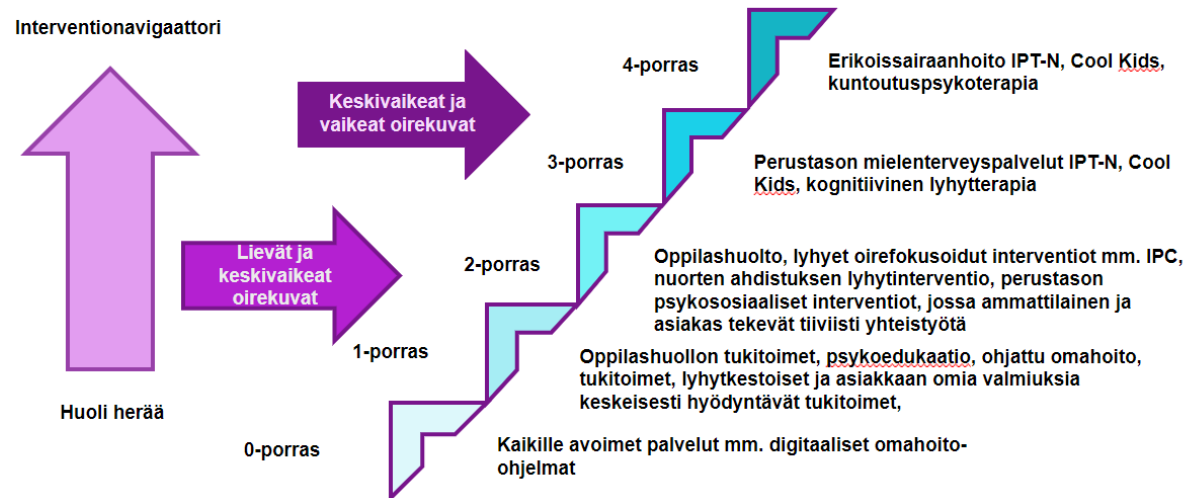 Interventionavigaattori
4-porras
Erikoissairaanhoito IPT-N, Cool Kids,
kuntoutuspsykoterapia
Keskivaikeat ja
vaikeat oirekuvat
3-porras
Perustason mielenterveyspalvelut IPT-N, Cool
Kids, kognitiivinen lyhytterapia
Lievät ja
keskivaikeat
oirekuvat
2-porras
Oppilashuolto, lyhyet oirefokusoidut interventiot mm. IPC,
nuorten ahdistuksen lyhytinterventio, perustason
psykososiaaliset interventiot, jossa ammattilainen ja
asiakas tekevät tiiviisti yhteistyötä
1-porras
Oppilashuollon tukitoimet, psykoedukaatio, ohjattu omahoito,
tukitoimet, lyhytkestoiset ja asiakkaan omia valmiuksia
keskeisesti hyödyntävät tukitoimet,
Huoli herää
0-porras
Kaikille avoimet palvelut mm. digitaaliset omahoito-
ohjelmat